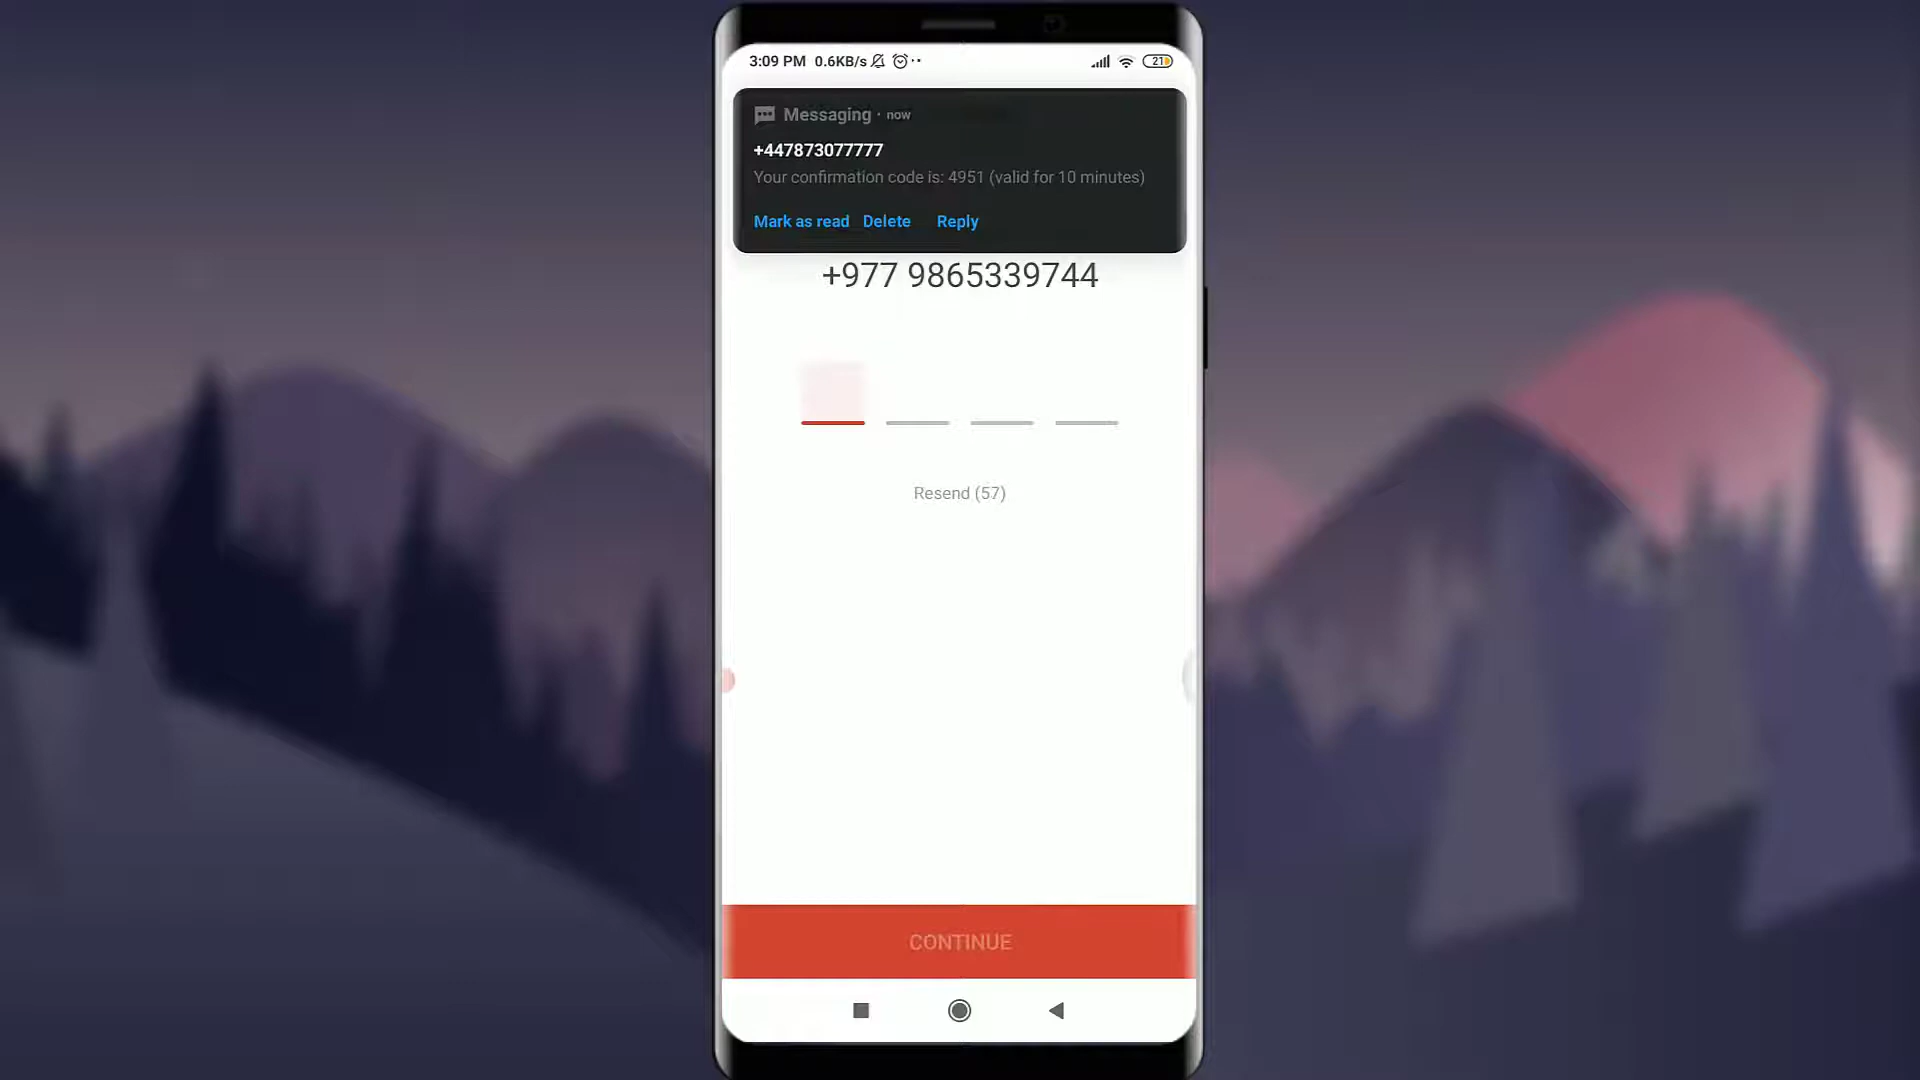 3:09 PM 0.6KB/s
21
Messaging · now
+447873077777
Your confirmation code is: 4951 (valid for 10 minutes)
Mark as read Delete Reply
+977 9865339744
Resend (57)
CONTINUE